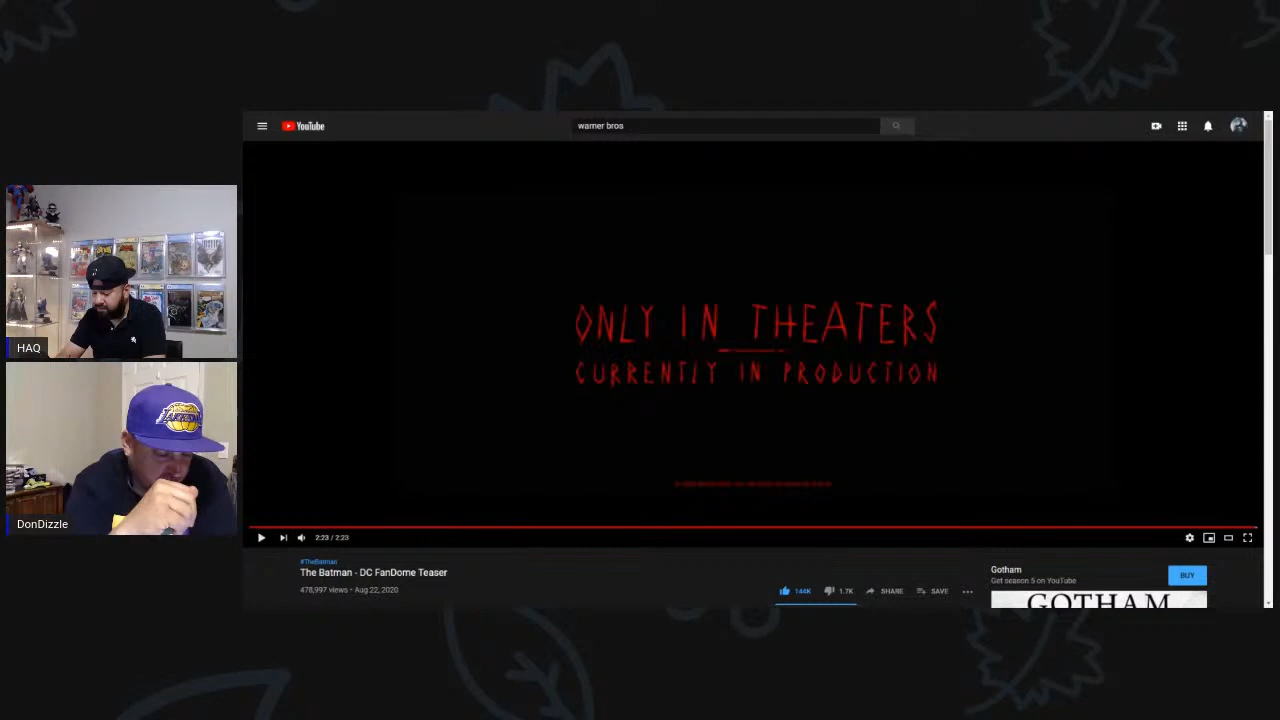 YouTube
warner bros
HAQ
DonDizzle
LAKERS
ONLY IN THEATERS
CURRENTLY IN PRODUCTION
2:23 / 2:23
#TheBatman
The Batman - DC FanDome Teaser
478,997 views • Aug 22, 2020
144K
1.7K
SHARE
SAVE
Gotham
Get season 5 on YouTube
BUY
GOTHAM